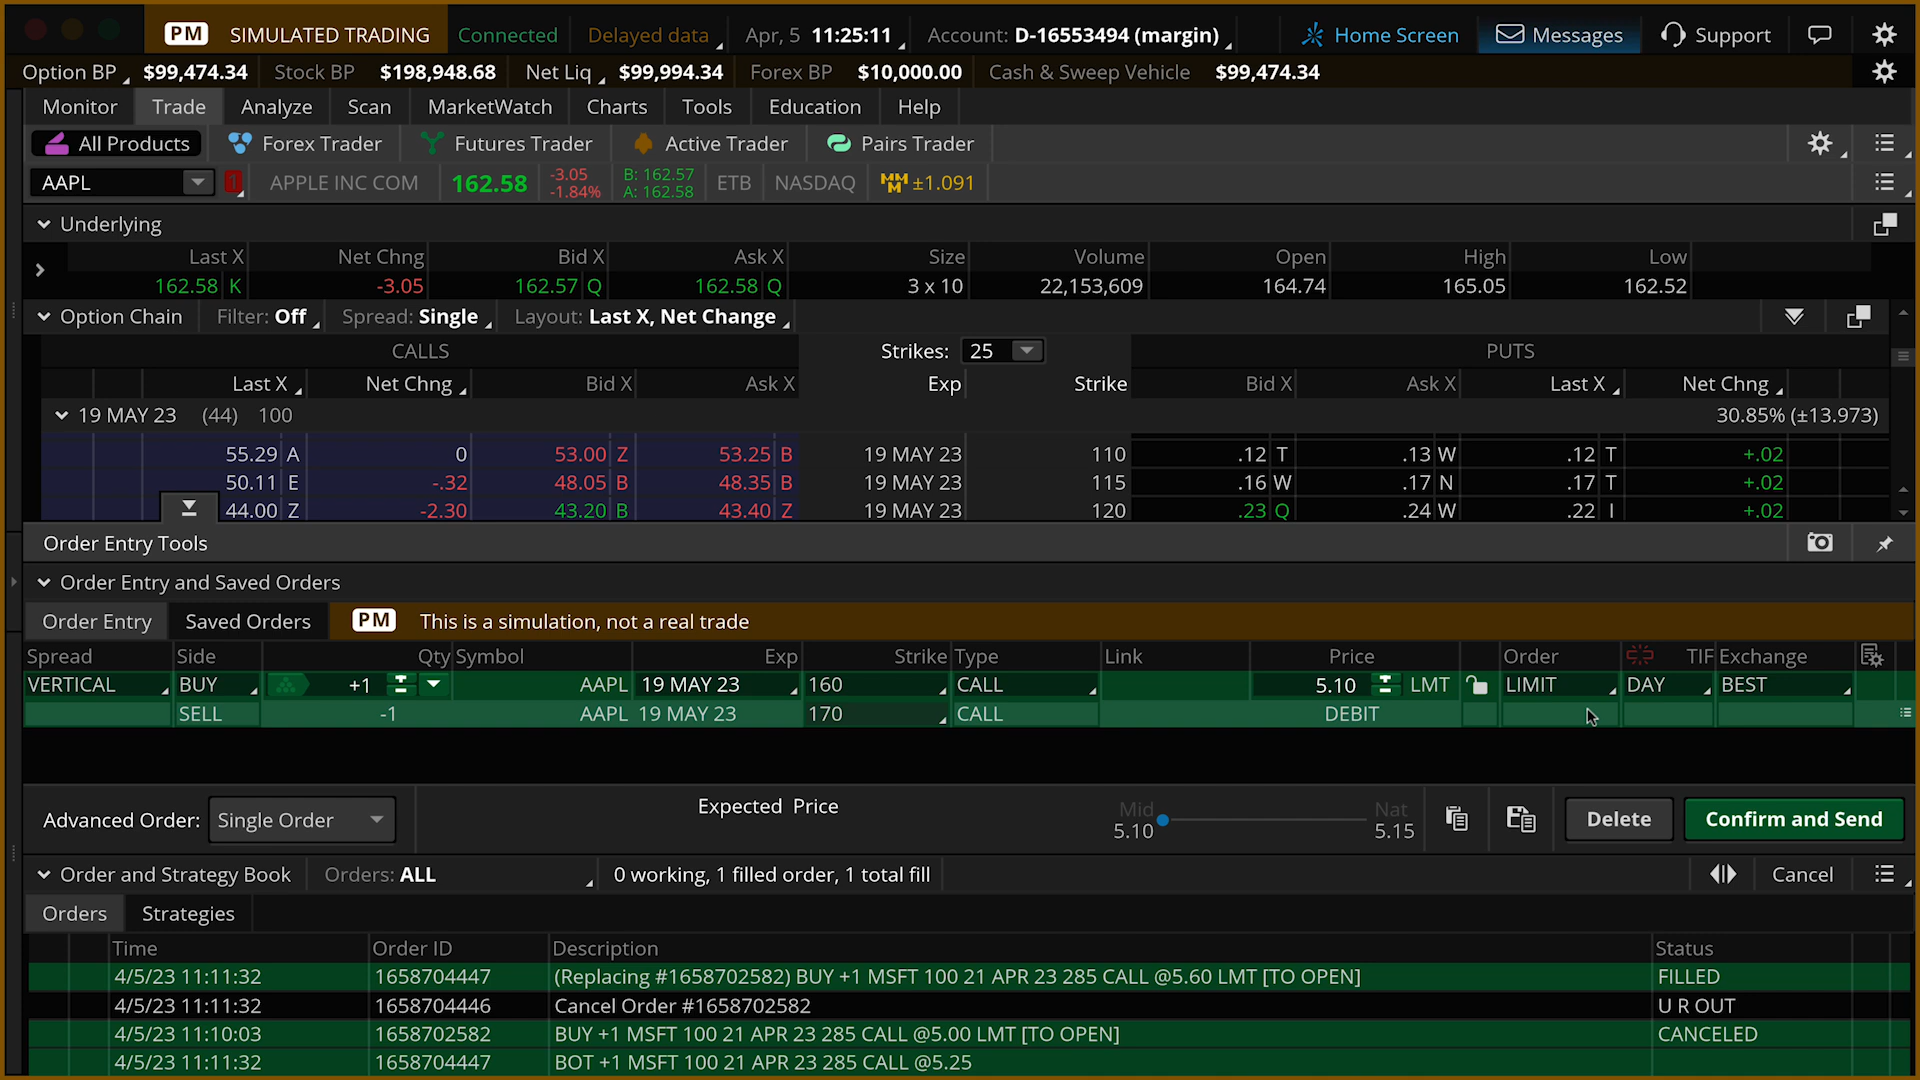 PM SIMULATED TRADING Connected Delayed data Apr, 5 11:25:11 Account: D-16553494 (margin) Home Screen Messages Support
Option BP $99,474.34 Stock BP $198,948.68 Net Liq $99,994.34 Forex BP $10,000.00 Cash & Sweep Vehicle $99,474.34
Monitor Trade Analyze Scan MarketWatch Charts Tools Education Help
All Products Forex Trader Futures Trader Active Trader Pairs Trader
AAPL 1 APPLE INC COM 162.58 -3.05 -1.84% B: 162.57 A: 162.58 ETB NASDAQ MMM ±1.091
Underlying
Last X Net Chng Bid X Ask X Size Volume Open High Low
162.58 K -3.05 162.57 Q 162.58 Q 3 x 10 22,153,609 164.74 165.05 162.52
Option Chain Filter: Off Spread: Single Layout: Last X, Net Change
CALLS Strikes: 25 PUTS
Last X Net Chng Bid X Ask X Exp Strike Bid X Ask X Last X Net Chng
19 MAY 23 (44) 100 30.85% (±13.973)
55.29 A 0 53.00 Z 53.25 B 19 MAY 23 110 .12 T .13 W .12 T +.02
50.11 E -.32 48.05 B 48.35 B 19 MAY 23 115 .16 W .17 N .17 T +.02
44.00 Z -2.30 43.20 B 43.40 Z 19 MAY 23 120 .23 Q .24 W .22 I +.02
Order Entry Tools
Order Entry and Saved Orders
Order Entry Saved Orders PM This is a simulation, not a real trade
Spread Side Qty Symbol Exp Strike Type Link Price Order TIF Exchange
VERTICAL BUY +1 AAPL 19 MAY 23 160 CALL 5.10 LMT LIMIT DAY BEST
SELL -1 AAPL 19 MAY 23 170 CALL DEBIT
Advanced Order: Single Order Expected Price Mid 5.10 Nat 5.15 Delete Confirm and Send
Order and Strategy Book Orders: ALL 0 working, 1 filled order, 1 total fill Cancel
Orders Strategies
Time Order ID Description Status
4/5/23 11:11:32 1658704447 (Replacing #1658702582) BUY +1 MSFT 100 21 APR 23 285 CALL @5.60 LMT [TO OPEN] FILLED
4/5/23 11:11:32 1658704446 Cancel Order #1658702582 U R OUT
4/5/23 11:10:03 1658702582 BUY +1 MSFT 100 21 APR 23 285 CALL @5.00 LMT [TO OPEN] CANCELED
4/5/23 11:11:32 1658704447 BOT +1 MSFT 100 21 APR 23 285 CALL @5.25